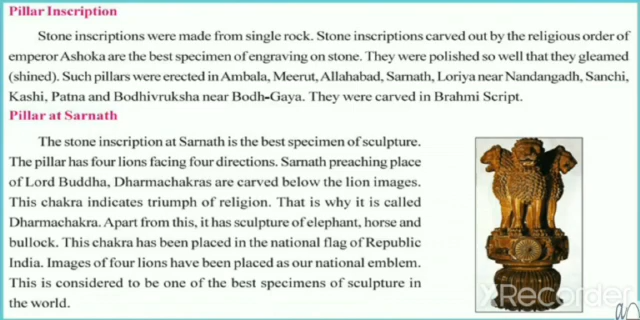 Pillar Inscription
Stone inscriptions were made from single rock. Stone inscriptions carved out by the religious order of
emperor Ashoka are the best specimen of engraving on stone. They were polished so well that they gleamed
(shined). Such pillars were erected in Ambala, Meerut, Allahabad, Sarnath, Loriya near Nandangadh, Sanchi,
Kashi, Patna and Bodhivruksha near Bodh-Gaya. They were carved in Brahmi Script.
Pillar at Sarnath
The stone inscription at Sarnath is the best specimen of sculpture.
The pillar has four lions facing four directions. Sarnath preaching place
of Lord Buddha, Dharmachakras are carved below the lion images.
This chakra indicates triumph of religion. That is why it is called
Dharmachakra. Apart from this, it has sculpture of elephant, horse and
bullock. This chakra has been placed in the national flag of Republic
India. Images of four lions have been placed as our national emblem.
This is considered to be one of the best specimens of sculpture in
the world.
XRecorder